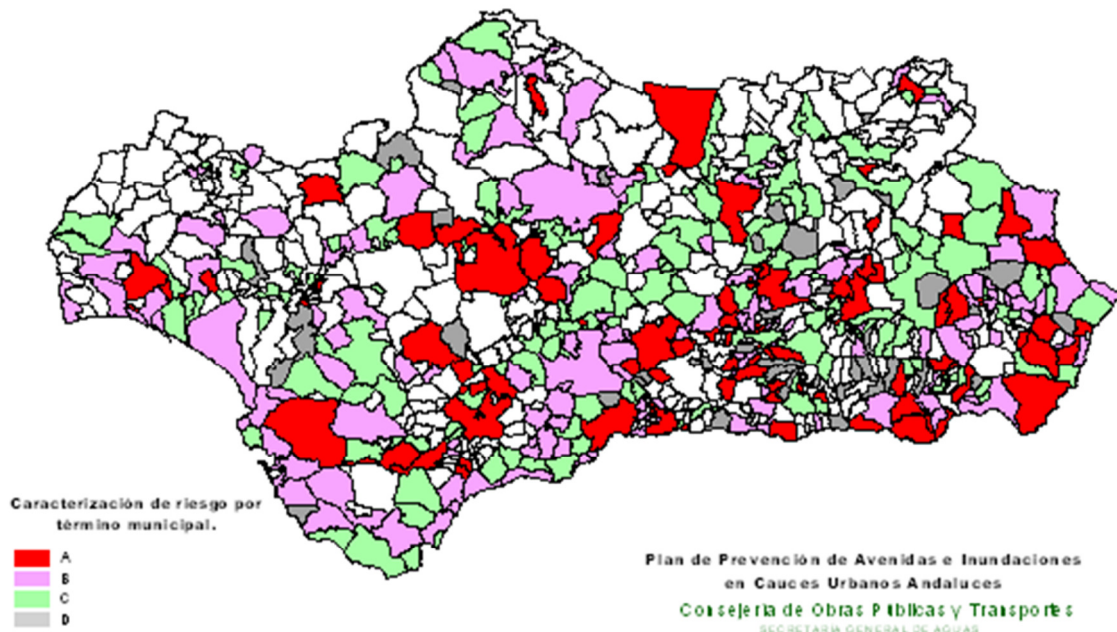 Caracterización de riesgo por
término municipal.
A
B
C
D
Plan de Prevención de Avenidas e Inundaciones
en Cauces Urbanos Andaluces
Consejería de Obras Públicas y Transportes
SECRETARÍA GENERAL DE AGUAS